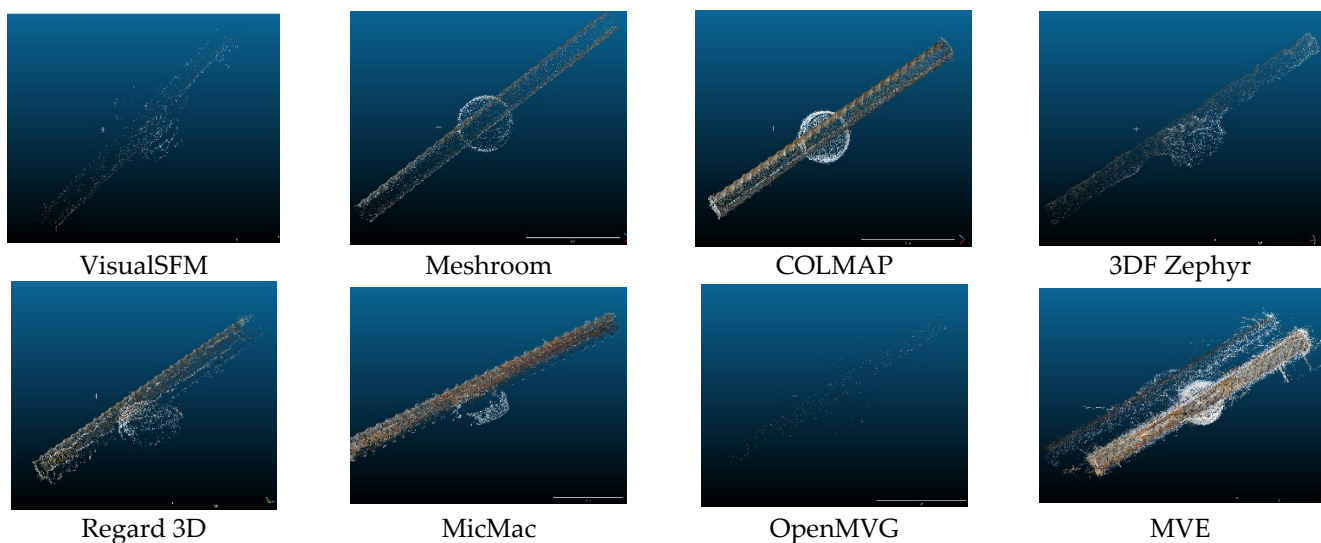 VisualSFM
Meshroom
COLMAP
3DF Zephyr
Regard 3D
MicMac
OpenMVG
MVE